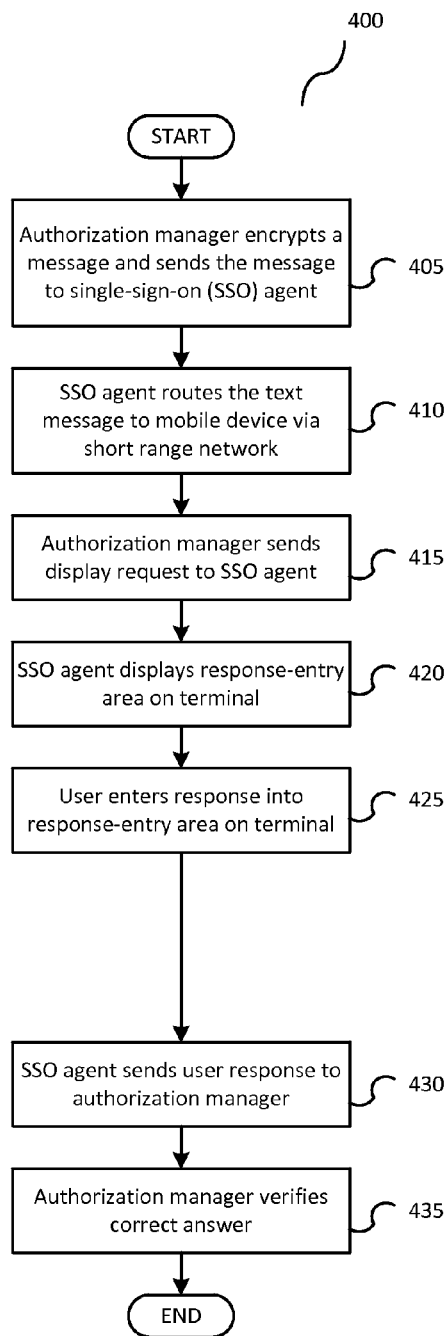 400
START
Authorization manager encrypts a
message and sends the message
to single-sign-on (SSO) agent
405
SSO agent routes the text
message to mobile device via
short range network
410
Authorization manager sends
display request to SSO agent
415
SSO agent displays response-entry
area on terminal
420
User enters response into
response-entry area on terminal
425
SSO agent sends user response to
authorization manager
430
Authorization manager verifies
correct answer
435
END